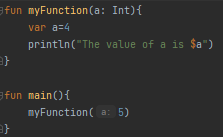 fun myFunction(a: Int){
    var a=4
    println("The value of a is $a")
}
fun main(){
    myFunction( a: 5)
}